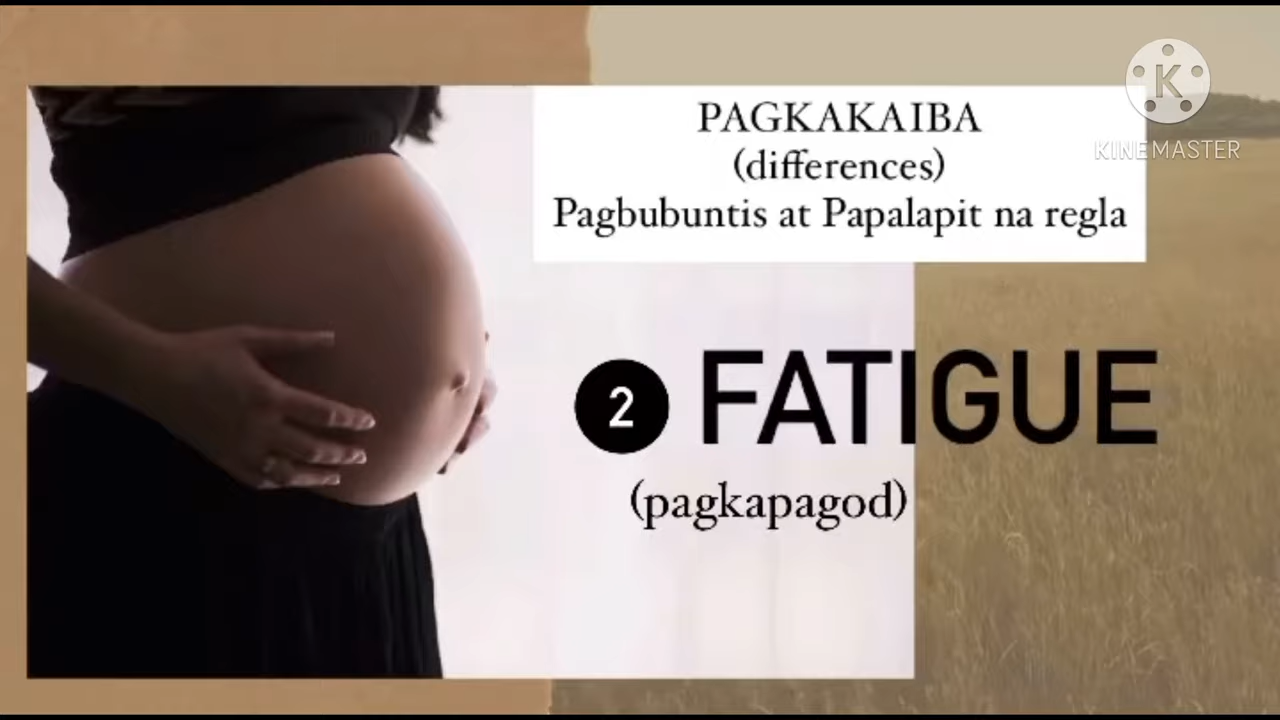 PAGKAKAIBA
(differences)
Pagbubuntis at Papalapit na regla
K
KINEMASTER
2 FATIGUE
(pagkapagod)